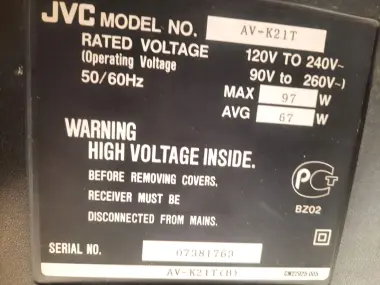 JVC MODEL NO. AV-K21T
RATED VOLTAGE 120V TO 240V~
(Operating Voltage 90V to 260V~)
50/60Hz
MAX 97 W
AVG 67 W
WARNING
HIGH VOLTAGE INSIDE.
BEFORE REMOVING COVERS,
RECEIVER MUST BE
DISCONNECTED FROM MAINS.
BZ02
SERIAL NO. 07381763
AV-K21T(H)